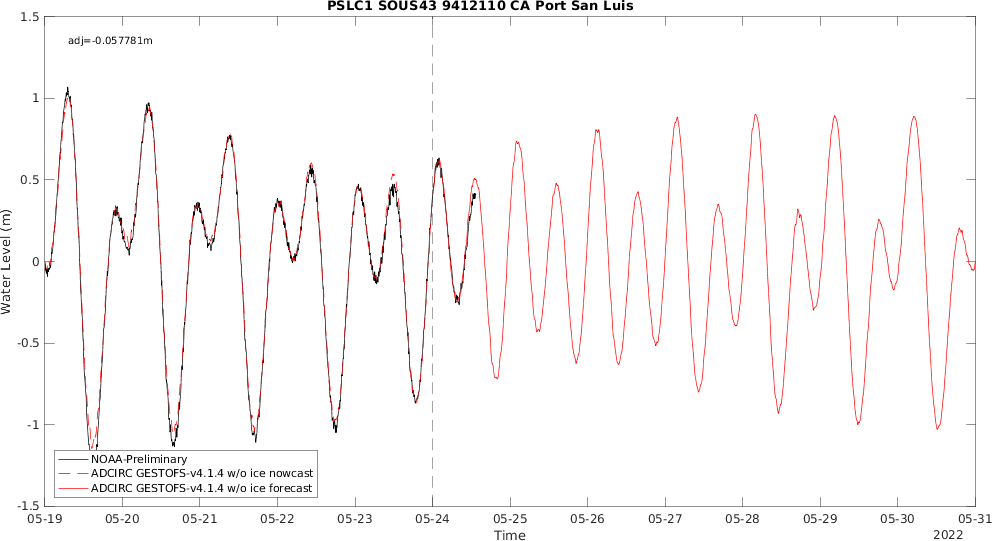 PSLC1 SOUS43 9412110 CA Port San Luis
adj=-0.057781m
1.5
1
0.5
0
-0.5
-1
-1.5
Water Level (m)
NOAA-Preliminary
ADCIRC GESTOFS-v4.1.4 w/o ice nowcast
ADCIRC GESTOFS-v4.1.4 w/o ice forecast
05-19 05-20 05-21 05-22 05-23 05-24 05-25 05-26 05-27 05-28 05-29 05-30 05-31
Time
2022